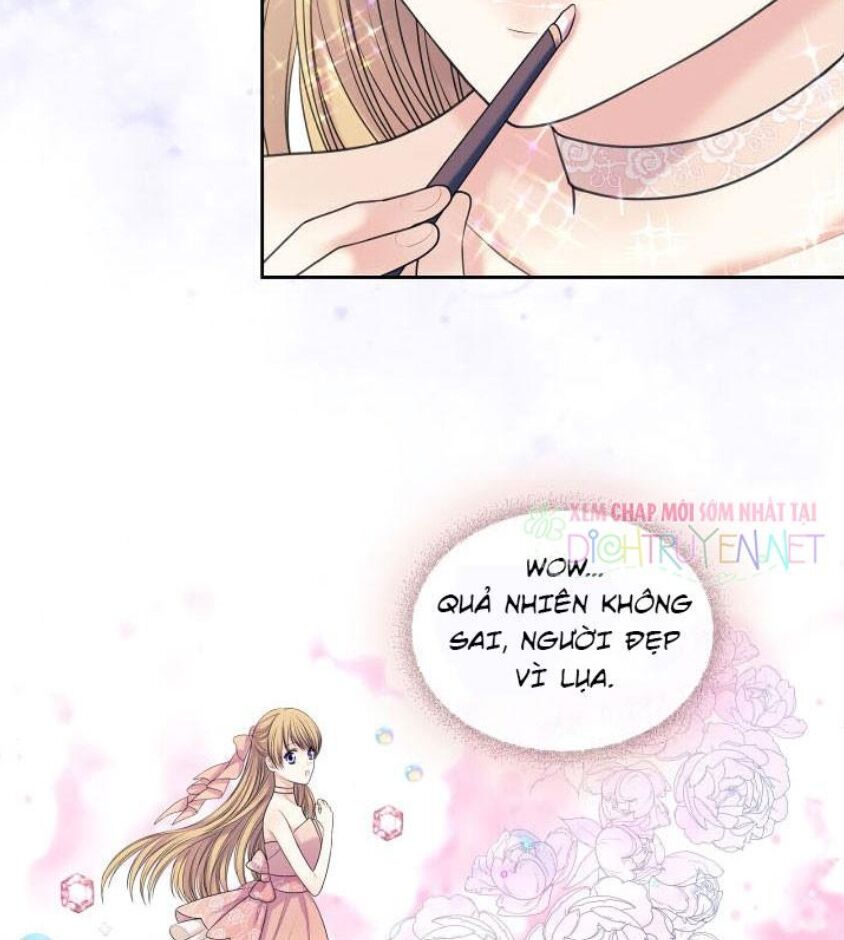 XEM CHAP MỚI SỚM NHẤT TẠI
DICHTRUYEN.NET
WOW...
QUẢ NHIÊN KHÔNG
SAI, NGƯỜI ĐẸP
VÌ LỤA.